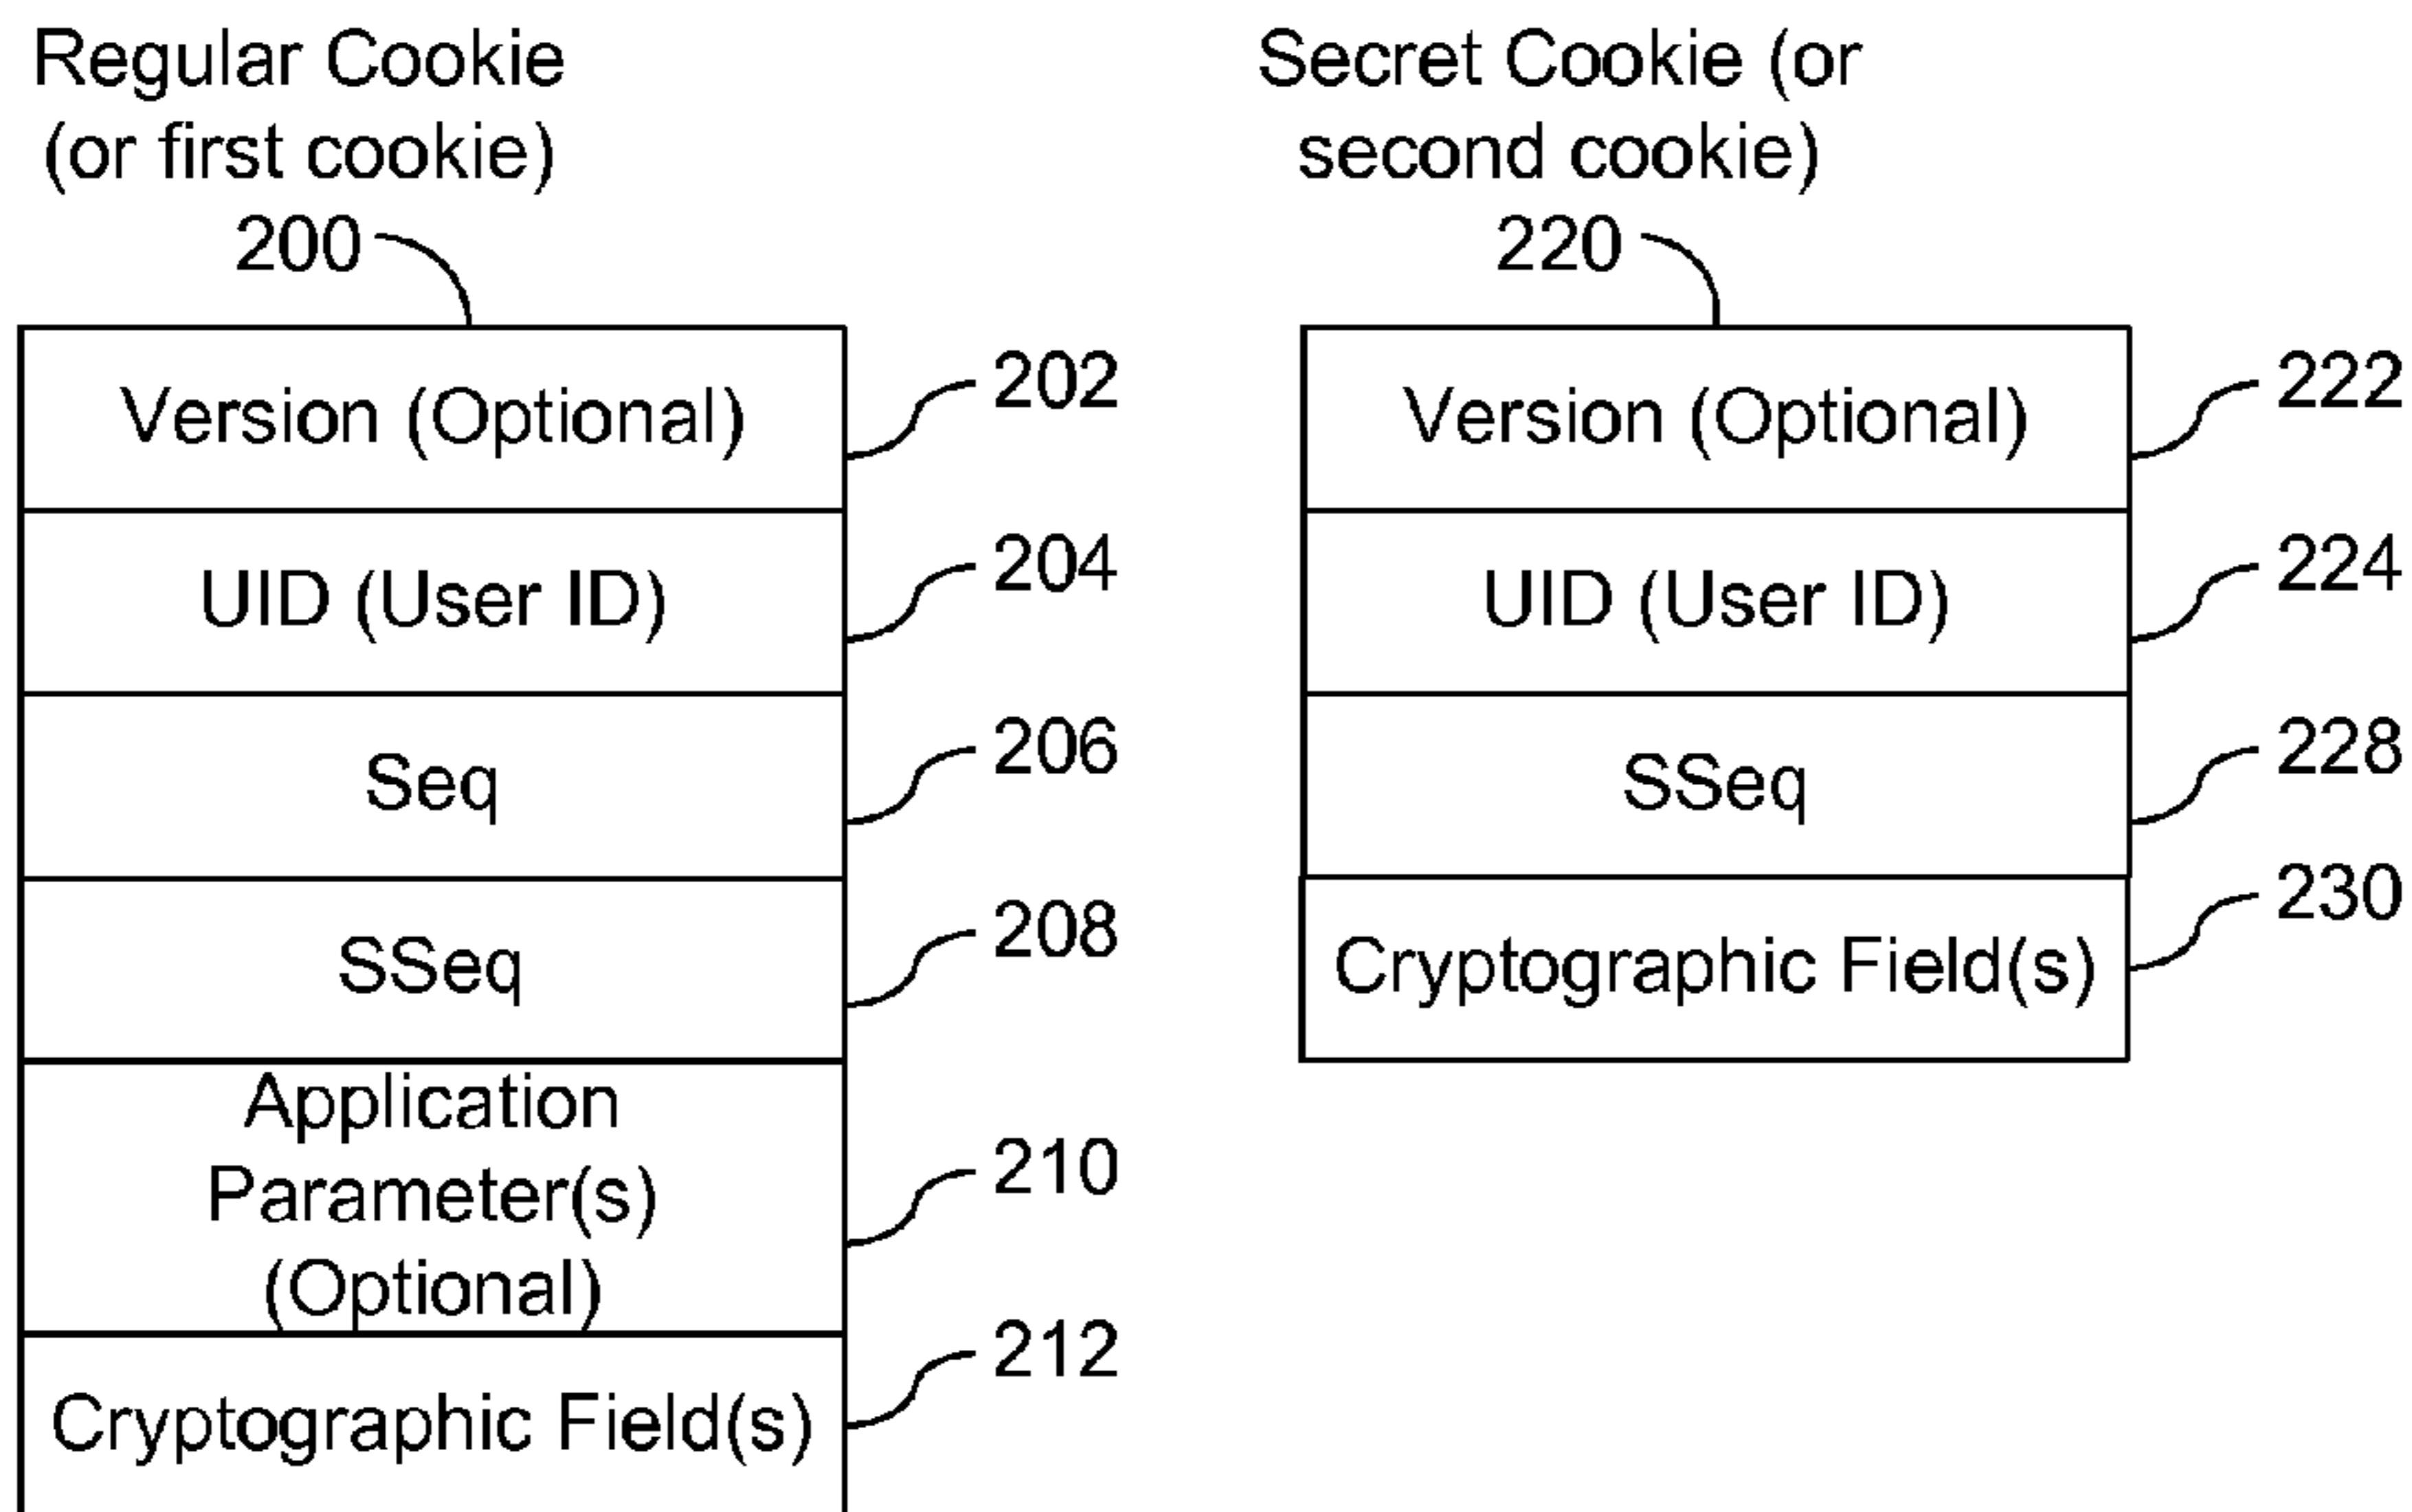 Regular Cookie
(or first cookie)
200
Version (Optional)
202
UID (User ID)
204
Seq
206
SSeq
208
Application
Parameter(s)
(Optional)
210
Cryptographic Field(s)
212
Secret Cookie (or
second cookie)
220
Version (Optional)
222
UID (User ID)
224
SSeq
228
Cryptographic Field(s)
230